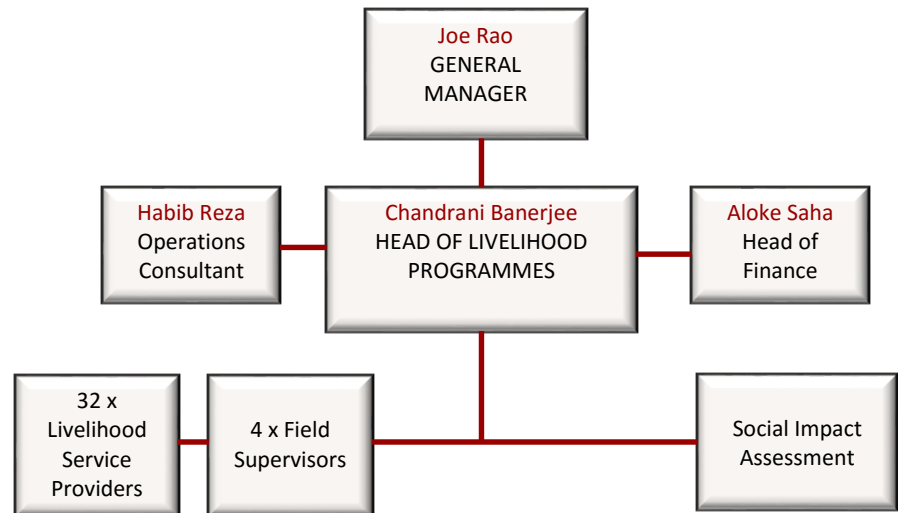 Joe Rao
GENERAL
MANAGER
Habib Reza
Operations
Consultant
Chandrani Banerjee
HEAD OF LIVELIHOOD
PROGRAMMES
Aloke Saha
Head of
Finance
32 x
Livelihood
Service
Providers
4 x Field
Supervisors
Social Impact
Assessment